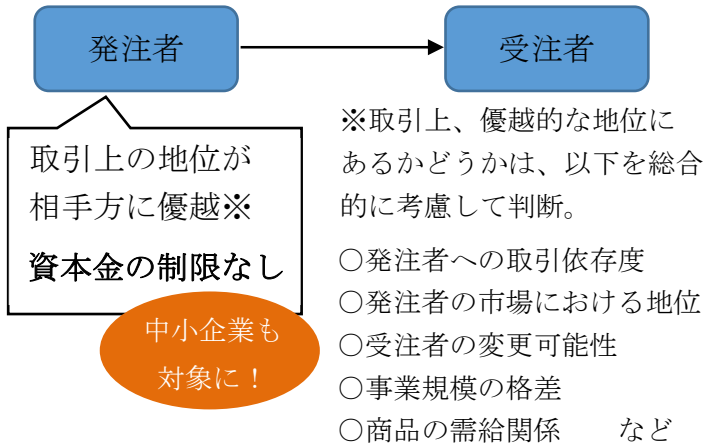 発注者
受注者
取引上の地位が
相手方に優越※
資本金の制限なし
中小企業も
対象に！
※取引上、優越的な地位に
あるかどうかは、以下を総合
的に考慮して判断。
○発注者への取引依存度
○発注者の市場における地位
○受注者の変更可能性
○事業規模の格差
○商品の需給関係　　など